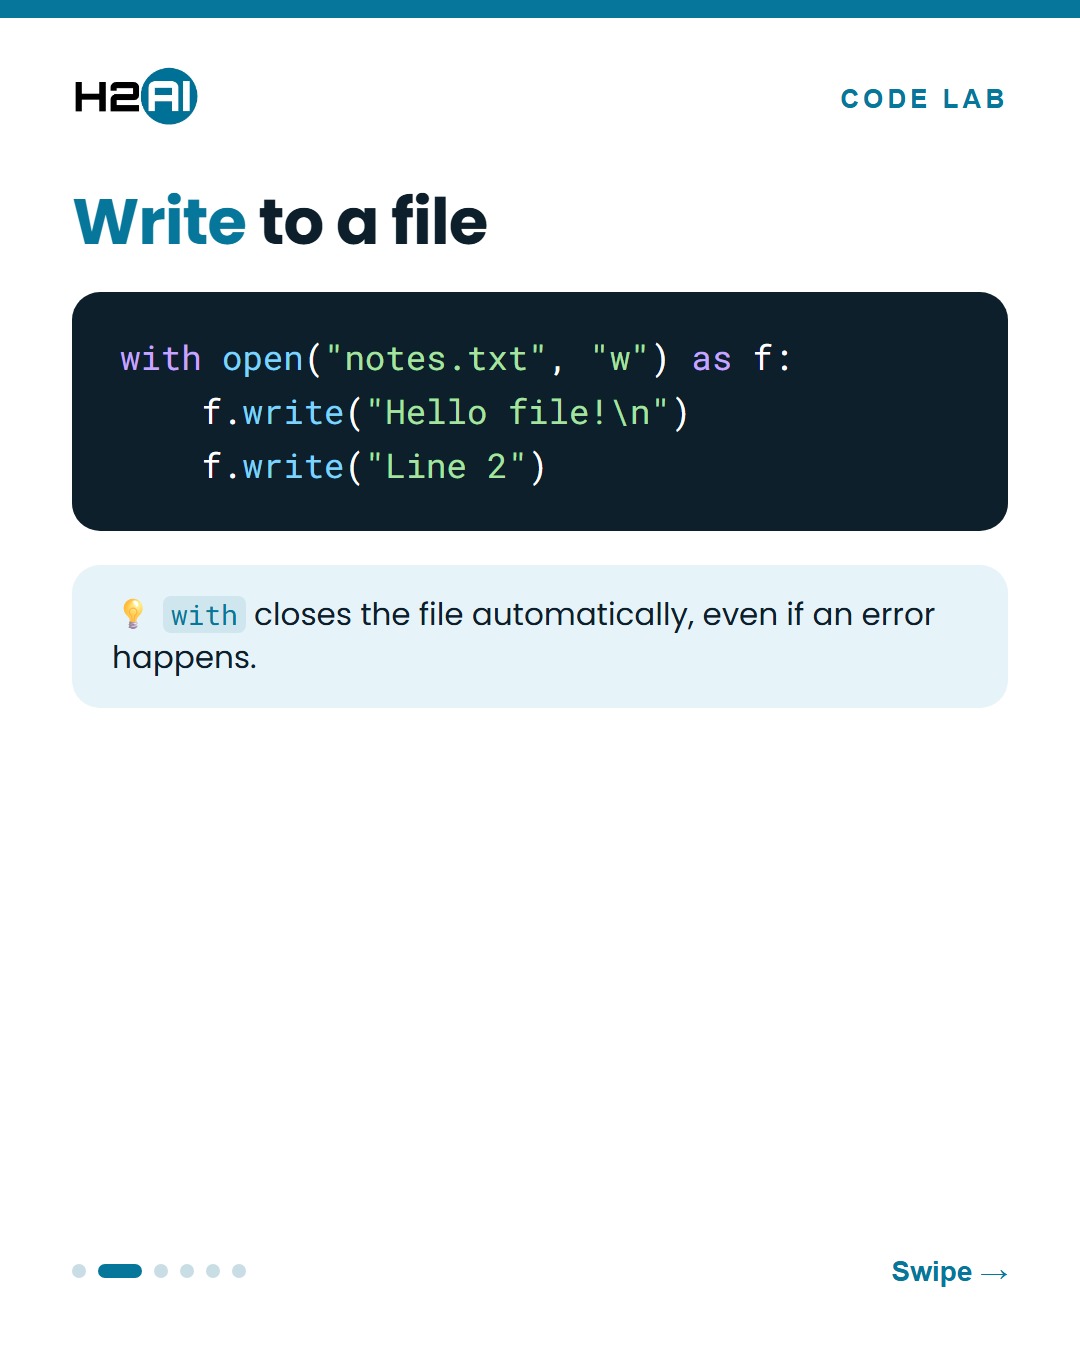 H2AI
CODE LAB
Write to a file
with open("notes.txt", "w") as f:
    f.write("Hello file!\n")
    f.write("Line 2")
💡 with closes the file automatically, even if an error
happens.
Swipe →